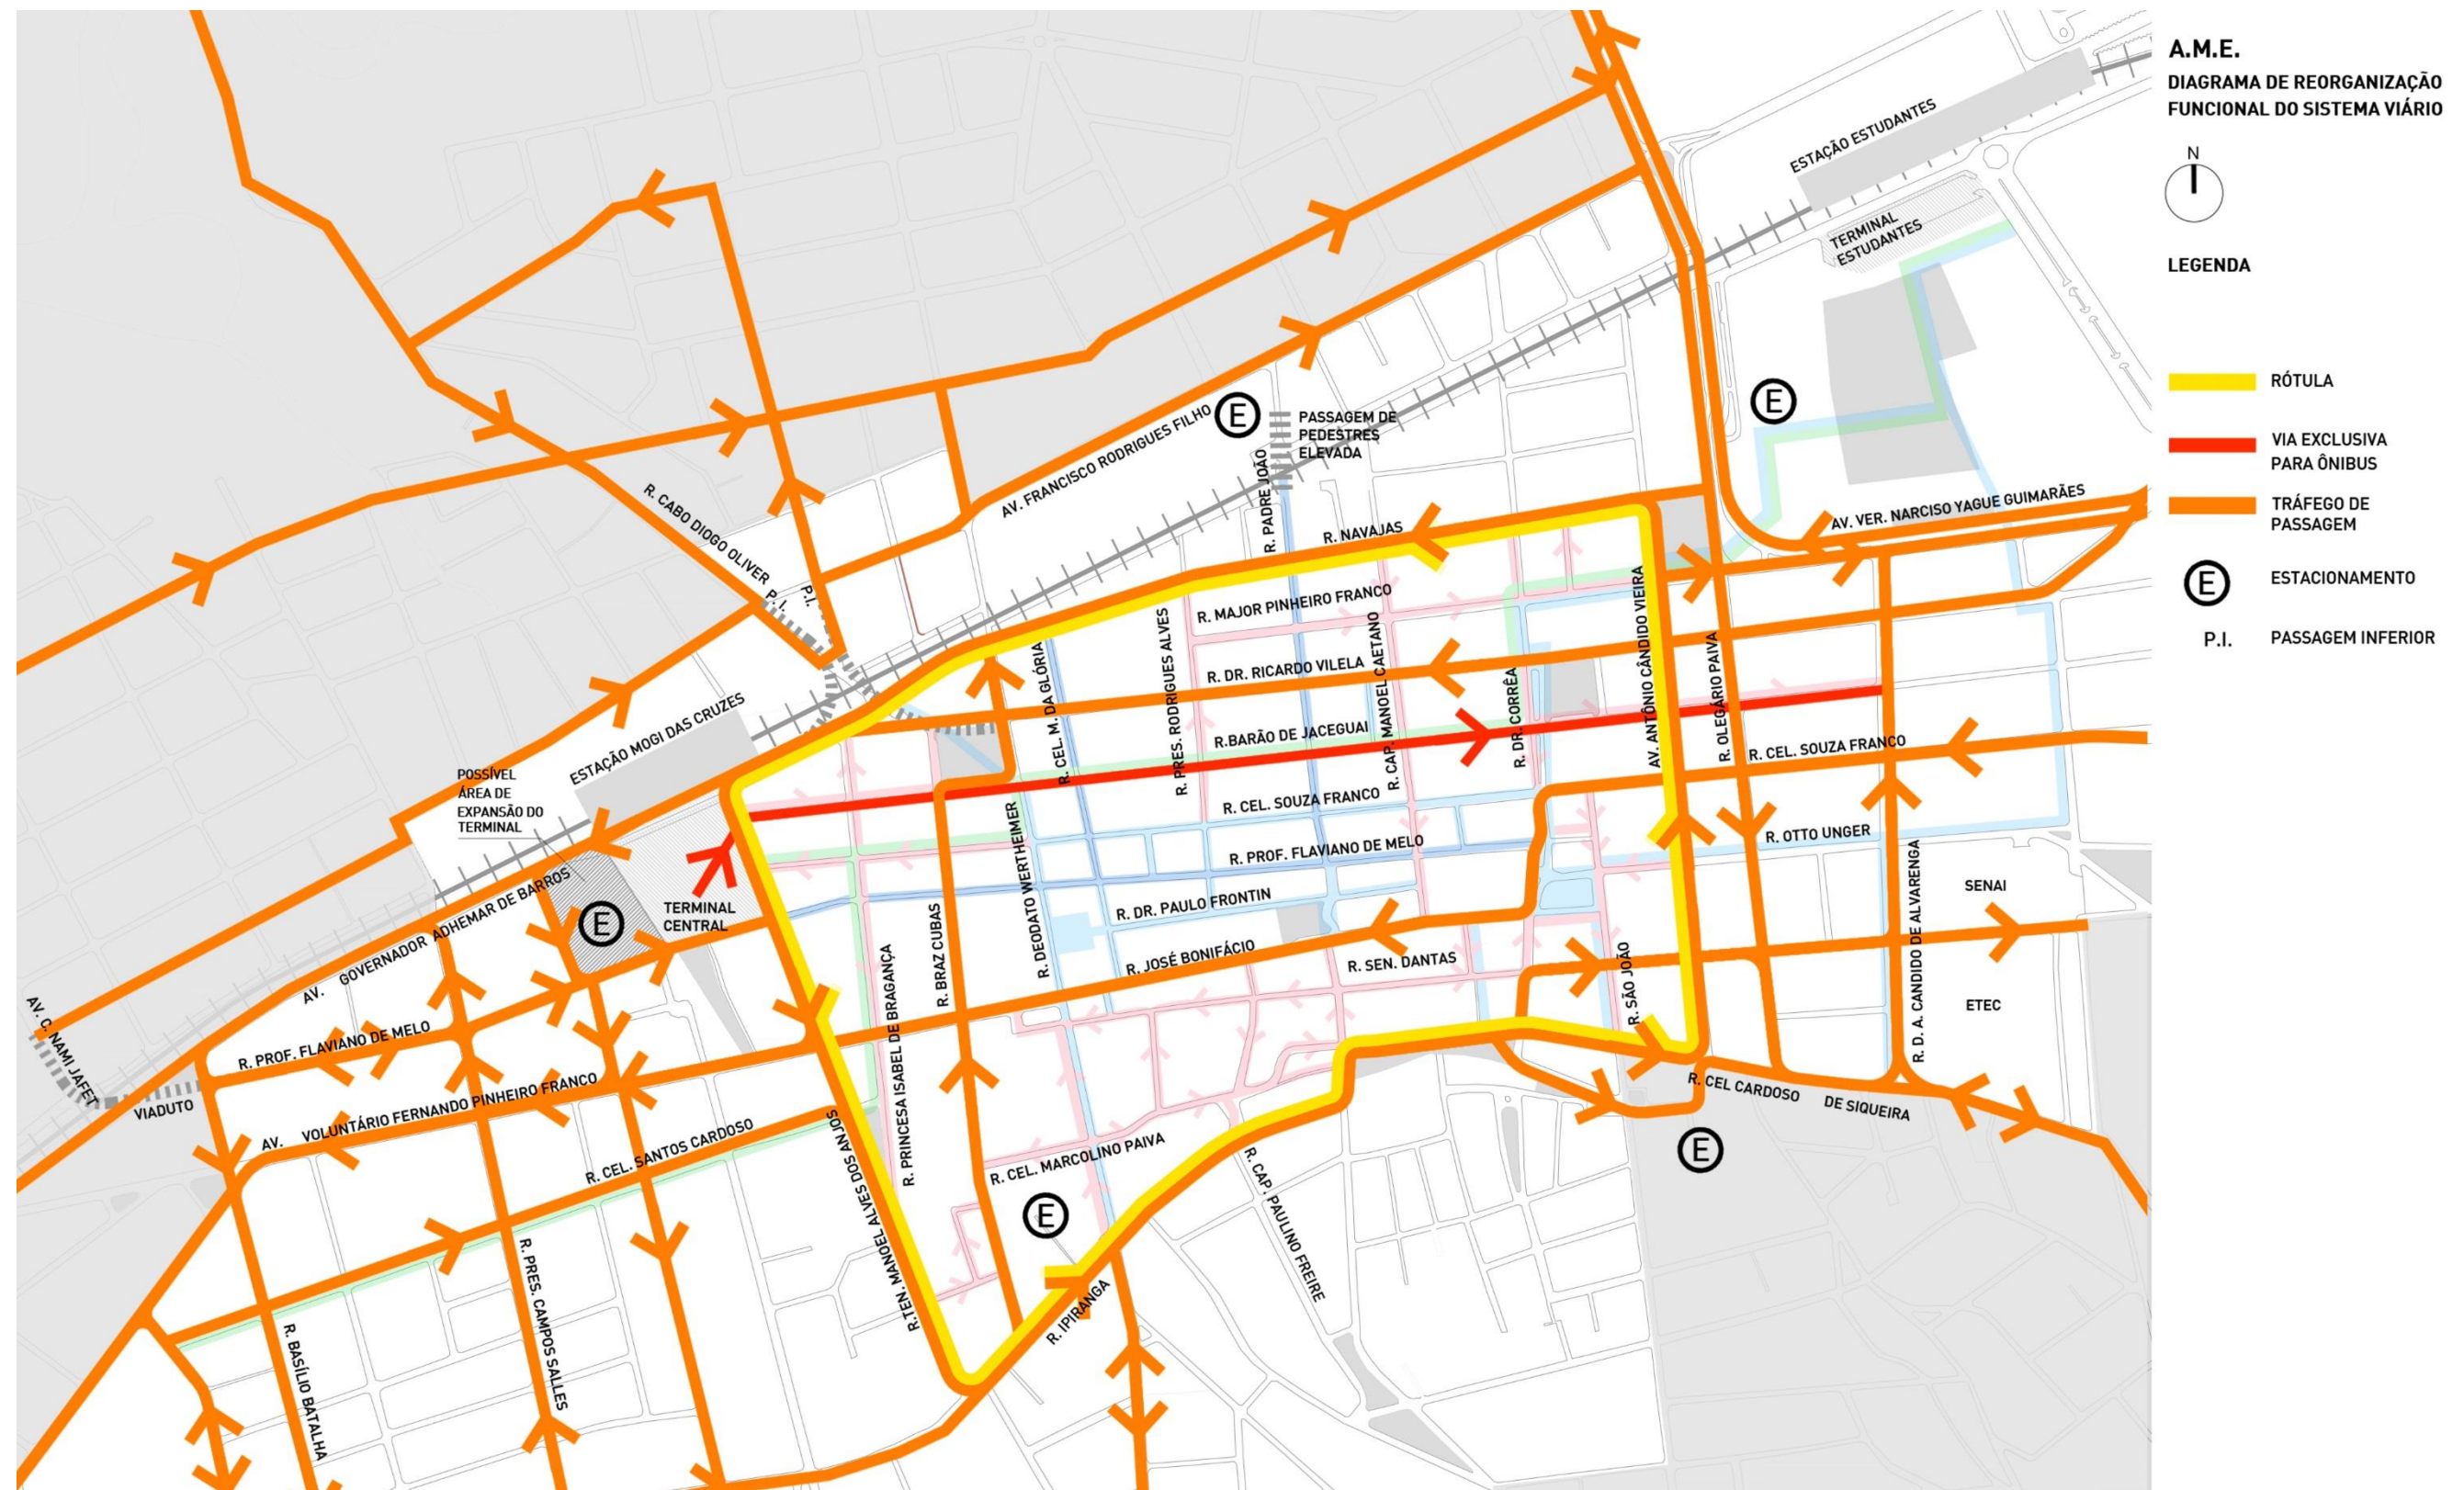 A.M.E.
DIAGRAMA DE REORGANIZAÇÃO
FUNCIONAL DO SISTEMA VIÁRIO
N
LEGENDA
RÓTULA
VIA EXCLUSIVA
PARA ÔNIBUS
TRÁFEGO DE
PASSAGEM
E
ESTACIONAMENTO
P.I.
PASSAGEM INFERIOR
ESTAÇÃO ESTUDANTES
TERMINAL
ESTUDANTES
E
E
PASSAGEM DE
PEDESTRES
ELEVADA
AV. FRANCISCO RODRIGUES FILHO
R. PADRE JOÃO
R. CABO DIOGO OLIVER
P.I.
P.I.
R. NAVAJAS
AV. VER. NARCISO YAGUE GUIMARÃES
R. MAJOR PINHEIRO FRANCO
R. DR. RICARDO VILELA
R.BARÃO DE JACEGUAI
R. CEL. SOUZA FRANCO
R. CEL. SOUZA FRANCO
R. PROF. FLAVIANO DE MELO
R. DR. PAULO FRONTIN
R. JOSÉ BONIFÁCIO
R. SEN. DANTAS
R. OTTO UNGER
R. CEL. M. DA GLÓRIA
R. PRES. RODRIGUES ALVES
R. CAP. MANOEL CAETANO
R. DR. CORRÊA
AV. ANTÔNIO CÂNDIDO VIEIRA
R. OLEGÁRIO PAIVA
R. DEODATO WERTHEIMER
R. BRAZ CUBAS
R. PRINCESA ISABEL DE BRAGANÇA
R. SÃO JOÃO
R. D. A. CANDIDO DE ALVARENGA
SENAI
ETEC
ESTAÇÃO MOGI DAS CRUZES
POSSÍVEL
ÁREA DE
EXPANSÃO DO
TERMINAL
E
TERMINAL
CENTRAL
AV. GOVERNADOR ADHEMAR DE BARROS
AV. C. NAMI JAFET
VIADUTO
R. PROF. FLAVIANO DE MELO
AV. VOLUNTÁRIO FERNANDO PINHEIRO FRANCO
R. CEL. SANTOS CARDOSO
R.TEN. MANOEL ALVES DOS ANJOS
R. CEL. MARCOLINO PAIVA
E
R. CAP. PAULINO FREIRE
R. IPIRANGA
R. CEL CARDOSO DE SIQUEIRA
E
R. PRES. CAMPOS SALLES
R. BASÍLIO BATALHA